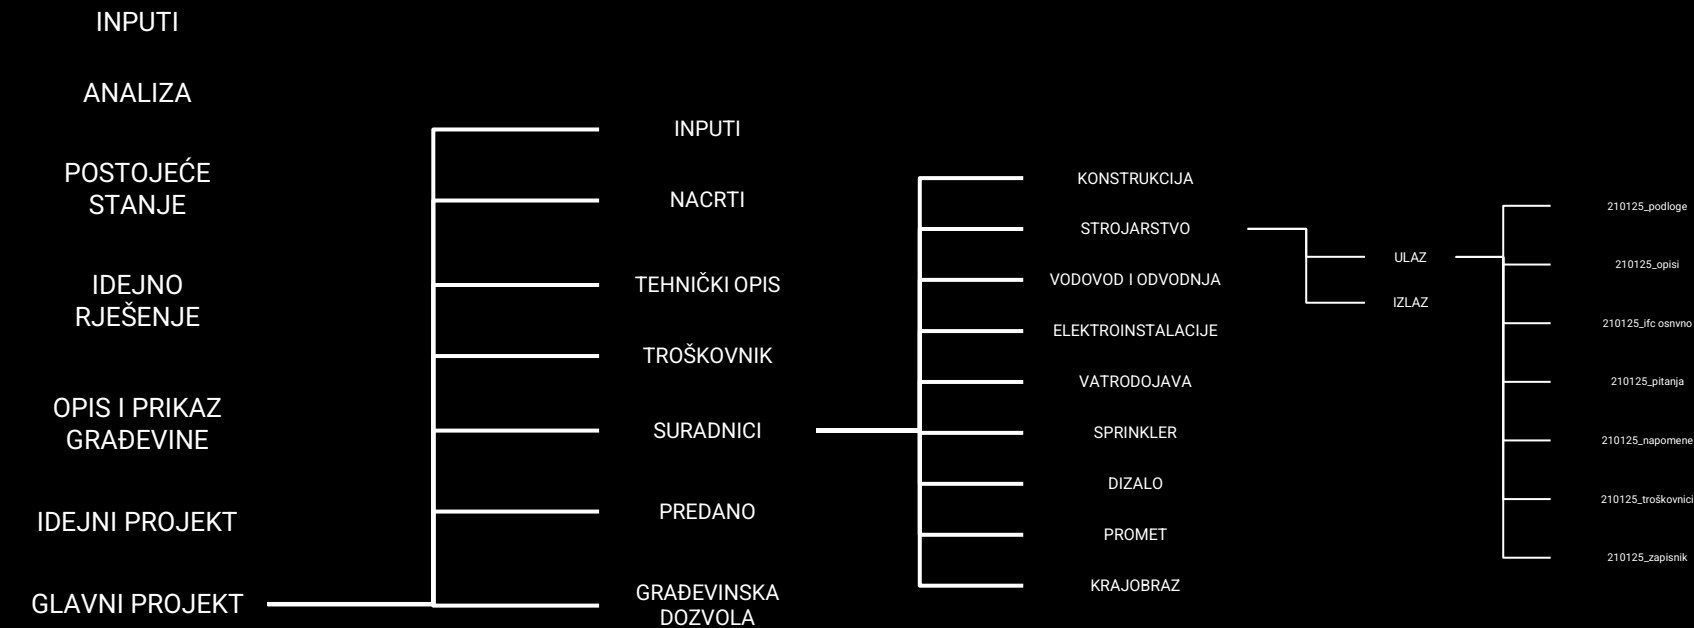 INPUTI
ANALIZA
POSTOJEĆE
STANJE
IDEJNO
RJEŠENJE
OPIS I PRIKAZ
GRAĐEVINE
IDEJNI PROJEKT
GLAVNI PROJEKT
INPUTI
NACRTI
TEHNIČKI OPIS
TROŠKOVNIK
SURADNICI
PREDANO
GRAĐEVINSKA
DOZVOLA
KONSTRUKCIJA
STROJARSTVO
VODOVOD I ODVODNJA
ELEKTROINSTALACIJE
VATRODOJAVA
SPRINKLER
DIZALO
PROMET
KRAJOBRAZ
ULAZ
IZLAZ
210125_podloge
210125_opisi
210125_ifc osnvno
210125_pitanja
210125_napomene
210125_troškovnici
210125_zapisnik